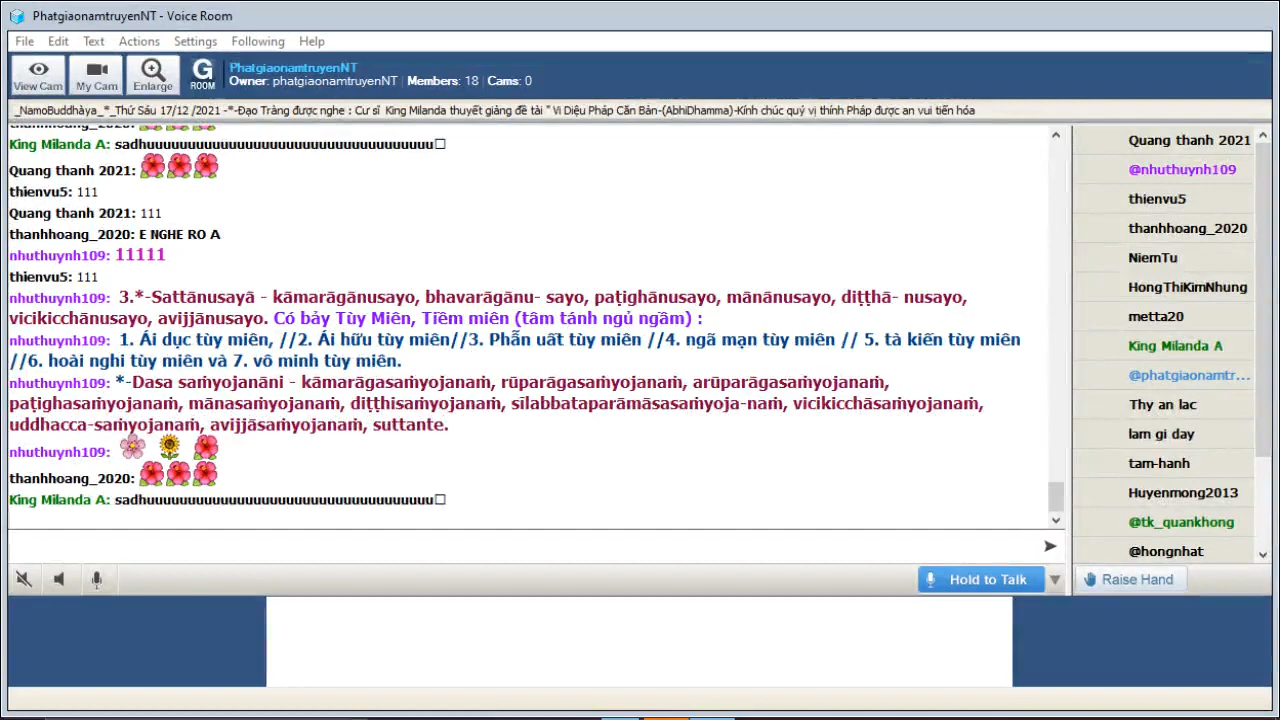 PhatgiaonamtruyenNT - Voice Room
File Edit Text Actions Settings Following Help
View Cam My Cam Enlarge G ROOM
PhatgiaonamtruyenNT
Owner: phatgiaonamtruyenNT Members: 18 Cams: 0
_NamoBuddhàya_*_Thứ Sáu 17/12 /2021 -*-Đạo Tràng được nghe : Cư sĩ King Milanda thuyết giảng đề tài " Vi Diệu Pháp Căn Bản-(AbhiDhamma)-Kính chúc quý vị thính Pháp được an vui tiến hóa
thanhhoang_2020:
King Milanda A: sadhuuuuuuuuuuuuuuuuuuuuuuuuuuuuuuuuuuu□
Quang thanh 2021:
thienvu5: 111
Quang thanh 2021: 111
thanhhoang_2020: E NGHE RO A
nhuthuynh109: 11111
thienvu5: 111
nhuthuynh109: 3.*-Sattānusayā - kāmarāgānusayo, bhavarāgānu- sayo, paṭighānusayo, mānānusayo, diṭṭhā- nusayo,
vicikicchānusayo, avijjānusayo. Có bảy Tùy Miên, Tiềm miên (tâm tánh ngủ ngầm) :
nhuthuynh109: 1. Ái dục tùy miên, //2. Ái hữu tùy miên//3. Phẫn uất tùy miên //4. ngã mạn tùy miên // 5. tà kiến tùy miên
//6. hoài nghi tùy miên và 7. vô minh tùy miên.
nhuthuynh109: *-Dasa saṁyojanāni - kāmarāgasaṁyojanaṁ, rūparāgasaṁyojanaṁ, arūparāgasaṁyojanaṁ,
paṭighasaṁyojanaṁ, mānasaṁyojanaṁ, diṭṭhisaṁyojanaṁ, sīlabbataparāmāsasaṁyoja-naṁ, vicikicchāsaṁyojanaṁ,
uddhacca-saṁyojanaṁ, avijjāsaṁyojanaṁ, suttante.
nhuthuynh109:
thanhhoang_2020:
King Milanda A: sadhuuuuuuuuuuuuuuuuuuuuuuuuuuuuuuuuuuu□
Quang thanh 2021
@nhuthuynh109
thienvu5
thanhhoang_2020
NiemTu
HongThiKimNhung
metta20
King Milanda A
@phatgiaonamtr...
Thy an lac
lam gi day
tam-hanh
Huyenmong2013
@tk_quankhong
@hongnhat
Hold to Talk
Raise Hand